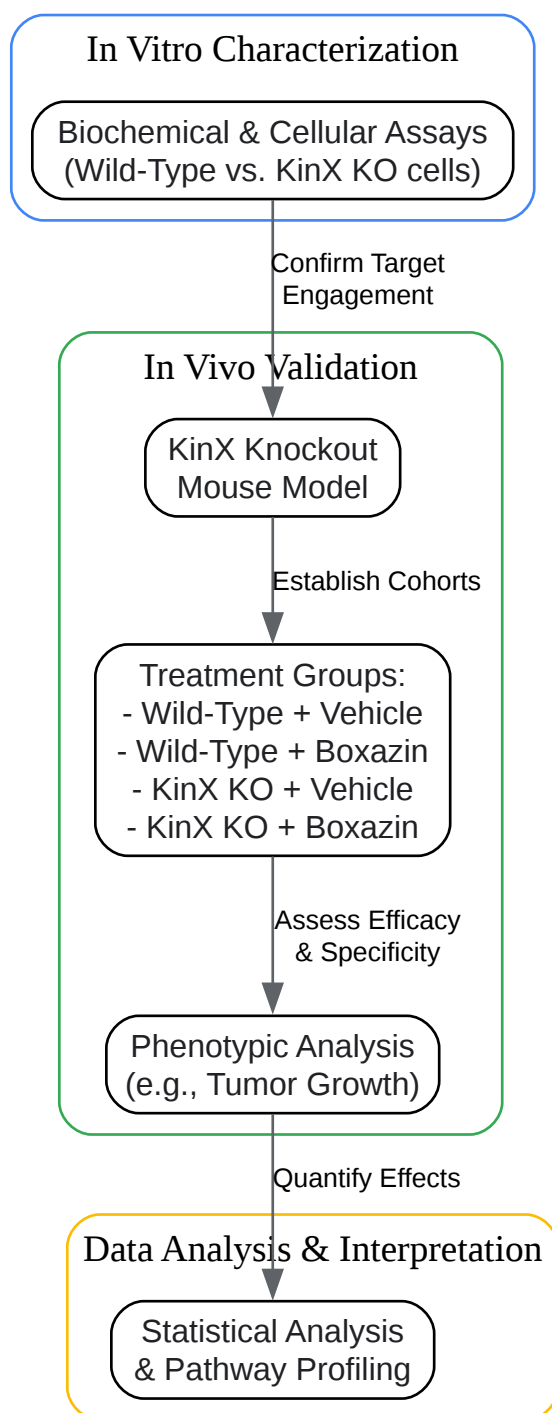 In Vitro Characterization
Biochemical & Cellular Assays
(Wild-Type vs. KinX KO cells)
Confirm Target
Engagement
In Vivo Validation
KinX Knockout
Mouse Model
Establish Cohorts
Treatment Groups:
- Wild-Type + Vehicle
- Wild-Type + Boxazin
- KinX KO + Vehicle
- KinX KO + Boxazin
Assess Efficacy
& Specificity
Phenotypic Analysis
(e.g., Tumor Growth)
Quantify Effects
Data Analysis & Interpretation
Statistical Analysis
& Pathway Profiling